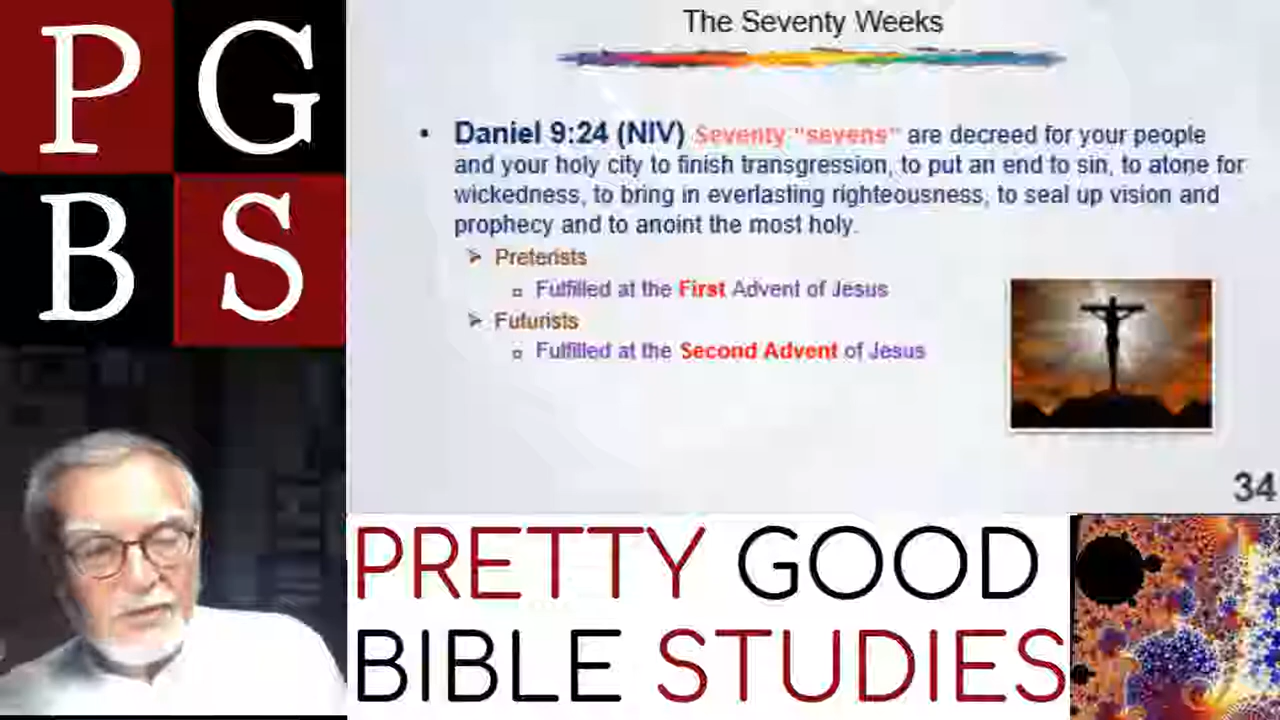 P G
B S
The Seventy Weeks
• Daniel 9:24 (NIV) Seventy "sevens" are decreed for your people
and your holy city to finish transgression, to put an end to sin, to atone for
wickedness, to bring in everlasting righteousness, to seal up vision and
prophecy and to anoint the most holy.
➢ Preterists
▫ Fulfilled at the First Advent of Jesus
➢ Futurists
▫ Fulfilled at the Second Advent of Jesus
34
PRETTY GOOD
BIBLE STUDIES